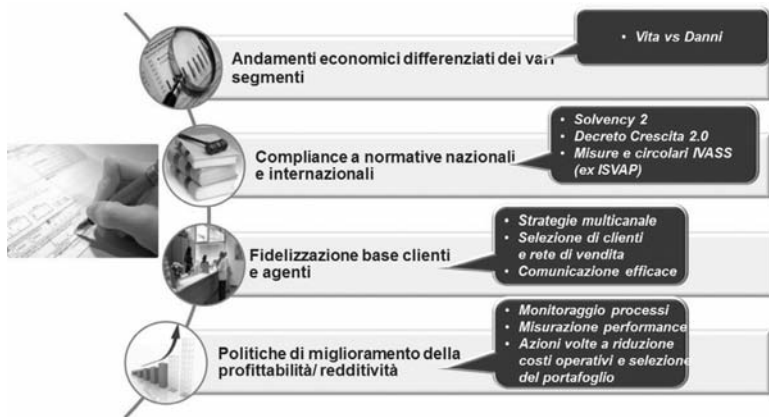 Andamenti economici differenziati dei vari
segmenti
• Vita vs Danni
Compliance a normative nazionali
e internazionali
• Solvency 2
• Decreto Crescita 2.0
• Misure e circolari IVASS
(ex ISVAP)
Fidelizzazione base clienti
e agenti
• Strategie multicanale
• Selezione di clienti
e rete di vendita
• Comunicazione efficace
Politiche di miglioramento della
profittabilità/ redditività
• Monitoraggio processi
• Misurazione performance
• Azioni volte a riduzione
costi operativi e selezione
del portafoglio